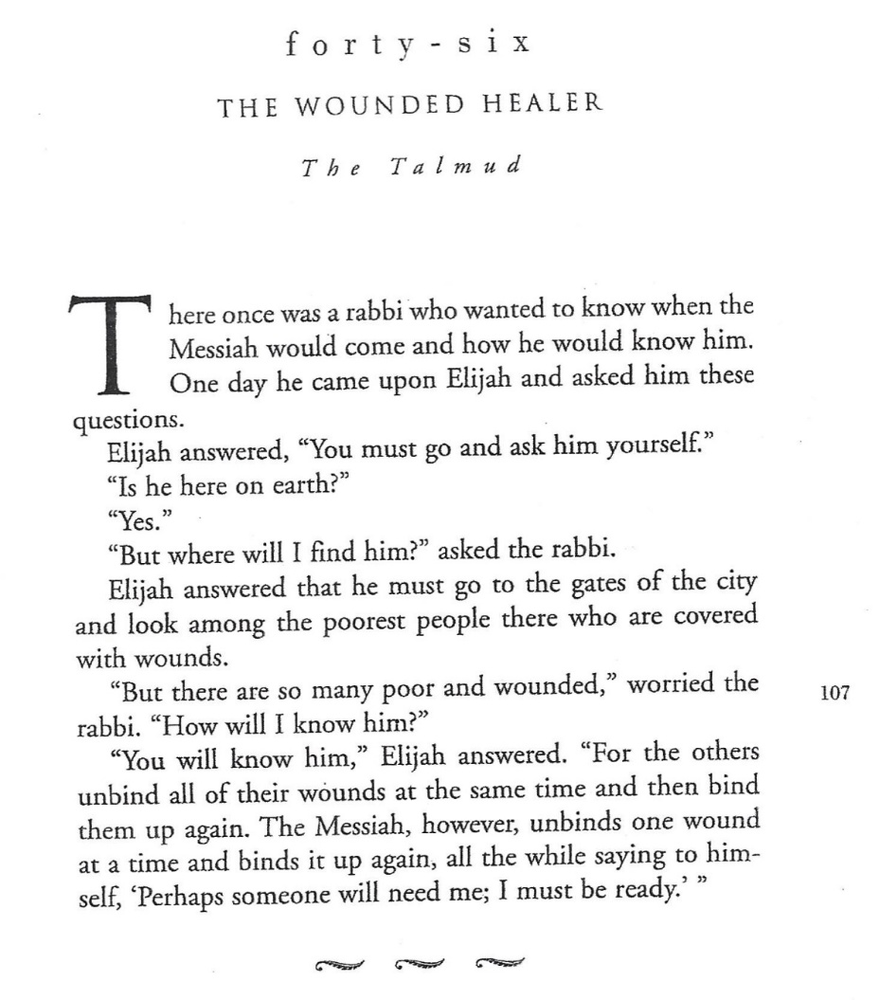 forty-six
THE WOUNDED HEALER
The Talmud
There once was a rabbi who wanted to know when the
Messiah would come and how he would know him.
One day he came upon Elijah and asked him these
questions.
Elijah answered, “You must go and ask him yourself.”
“Is he here on earth?”
“Yes.”
“But where will I find him?” asked the rabbi.
Elijah answered that he must go to the gates of the city
and look among the poorest people there who are covered
with wounds.
“But there are so many poor and wounded,” worried the
rabbi. “How will I know him?”
“You will know him,” Elijah answered. “For the others
unbind all of their wounds at the same time and then bind
them up again. The Messiah, however, unbinds one wound
at a time and binds it up again, all the while saying to him-
self, ‘Perhaps someone will need me; I must be ready.’ ”
107